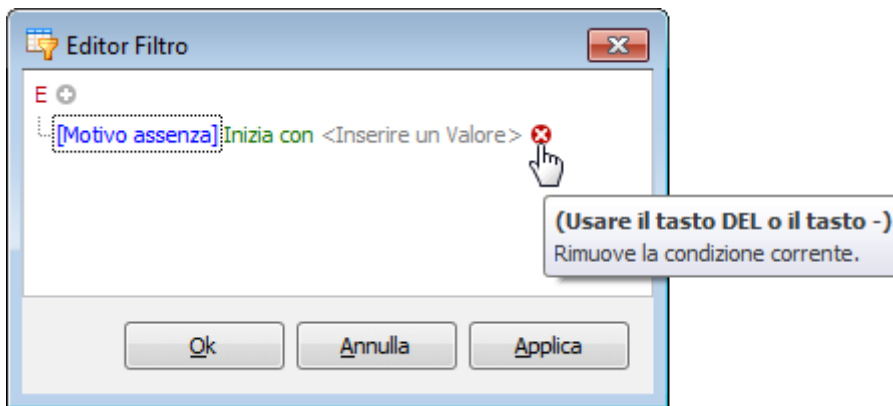 Editor Filtro
E
[Motivo assenza] Inizia con <Inserire un Valore>
(Usare il tasto DEL o il tasto -)
Rimuove la condizione corrente.
Ok Annulla Applica